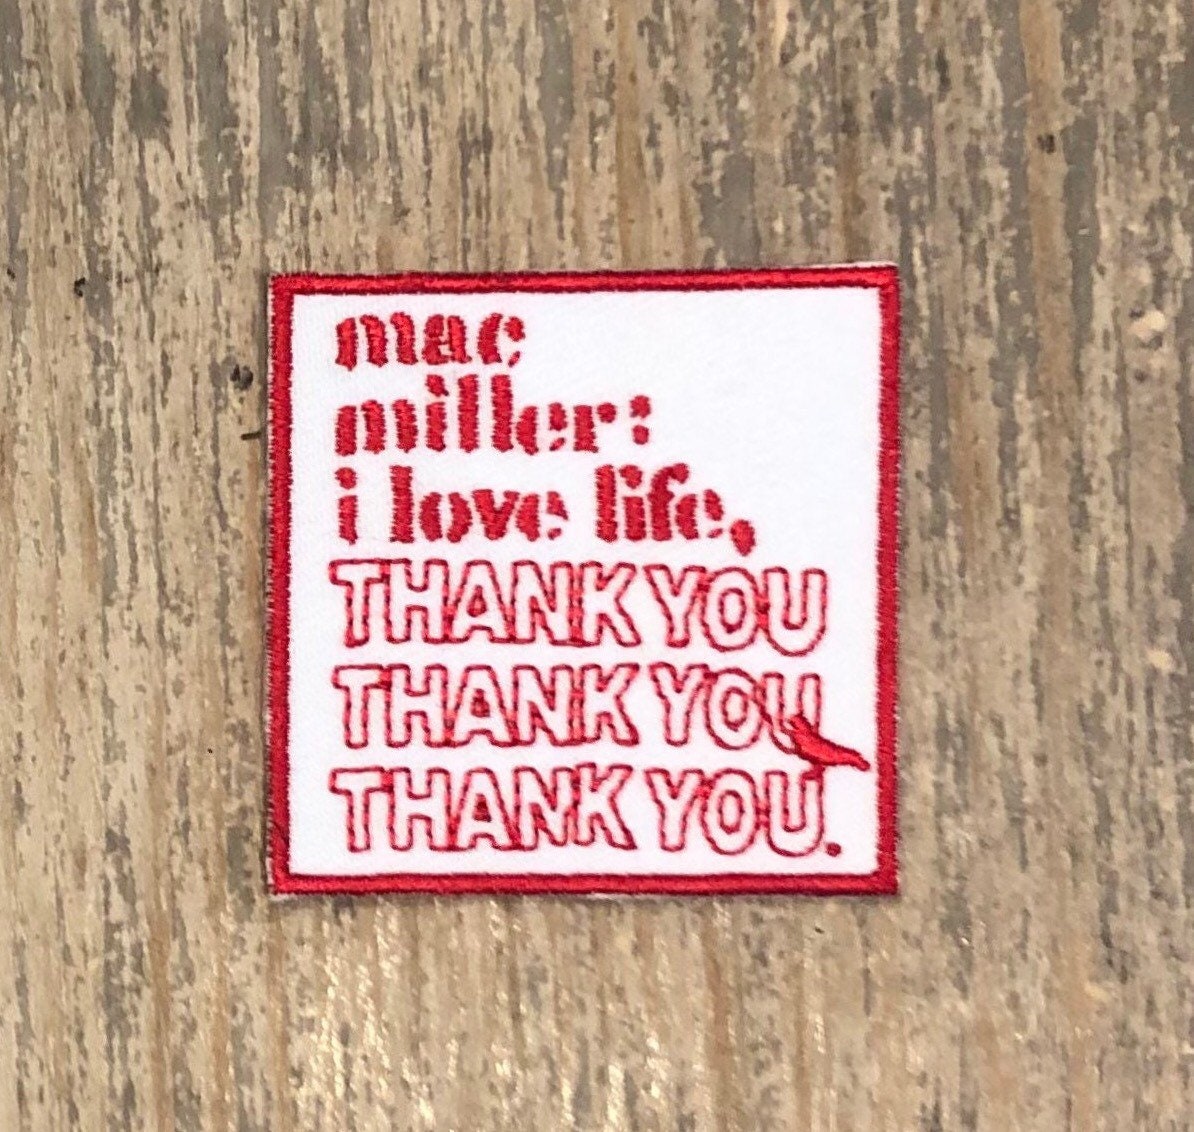 mac
miller:
i love life,
THANK YOU
THANK YOU
THANK YOU.